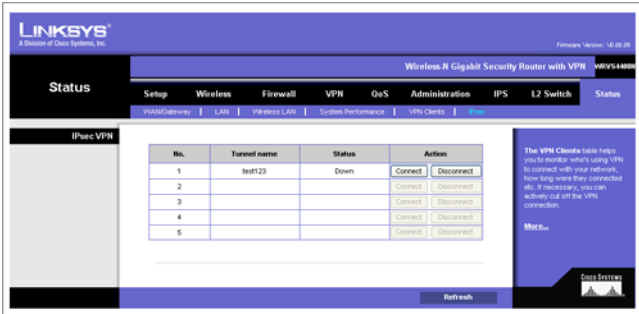 LINKSYS®
A Division of Cisco Systems, Inc.
Firmware Version: V0.00.26
Wireless-N Gigabit Security Router with VPN WRVS4400N
Status
Setup Wireless Firewall VPN QoS Administration IPS L2 Switch Status
WAN/Gateway | LAN | Wireless LAN | System Performance | VPN Clients | IPsec
IPsec VPN
No. Tunnel name Status Action
1 test123 Down Connect Disconnect
2 Connect Disconnect
3 Connect Disconnect
4 Connect Disconnect
5 Connect Disconnect
The VPN Clients table helps
you to monitor who's using VPN
to connect with your network,
how long were they connected
etc. If necessary, you can
actively cut off the VPN
connection.
More...
Refresh
CISCO SYSTEMS